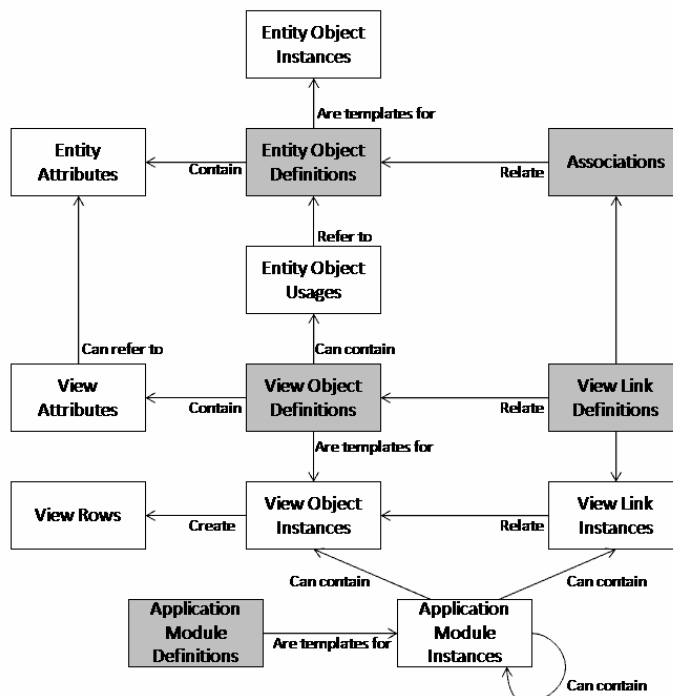 Entity Object
Instances
Are templates for
Entity
Attributes
Contain
Entity Object
Definitions
Relate
Associations
Refer to
Entity Object
Usages
Can refer to
Can contain
View
Attributes
Contain
View Object
Definitions
Relate
View Link
Definitions
Are templates for
View Rows
Create
View Object
Instances
Relate
View Link
Instances
Can contain
Can contain
Application
Module
Definitions
Are templates for
Application
Module
Instances
Can contain